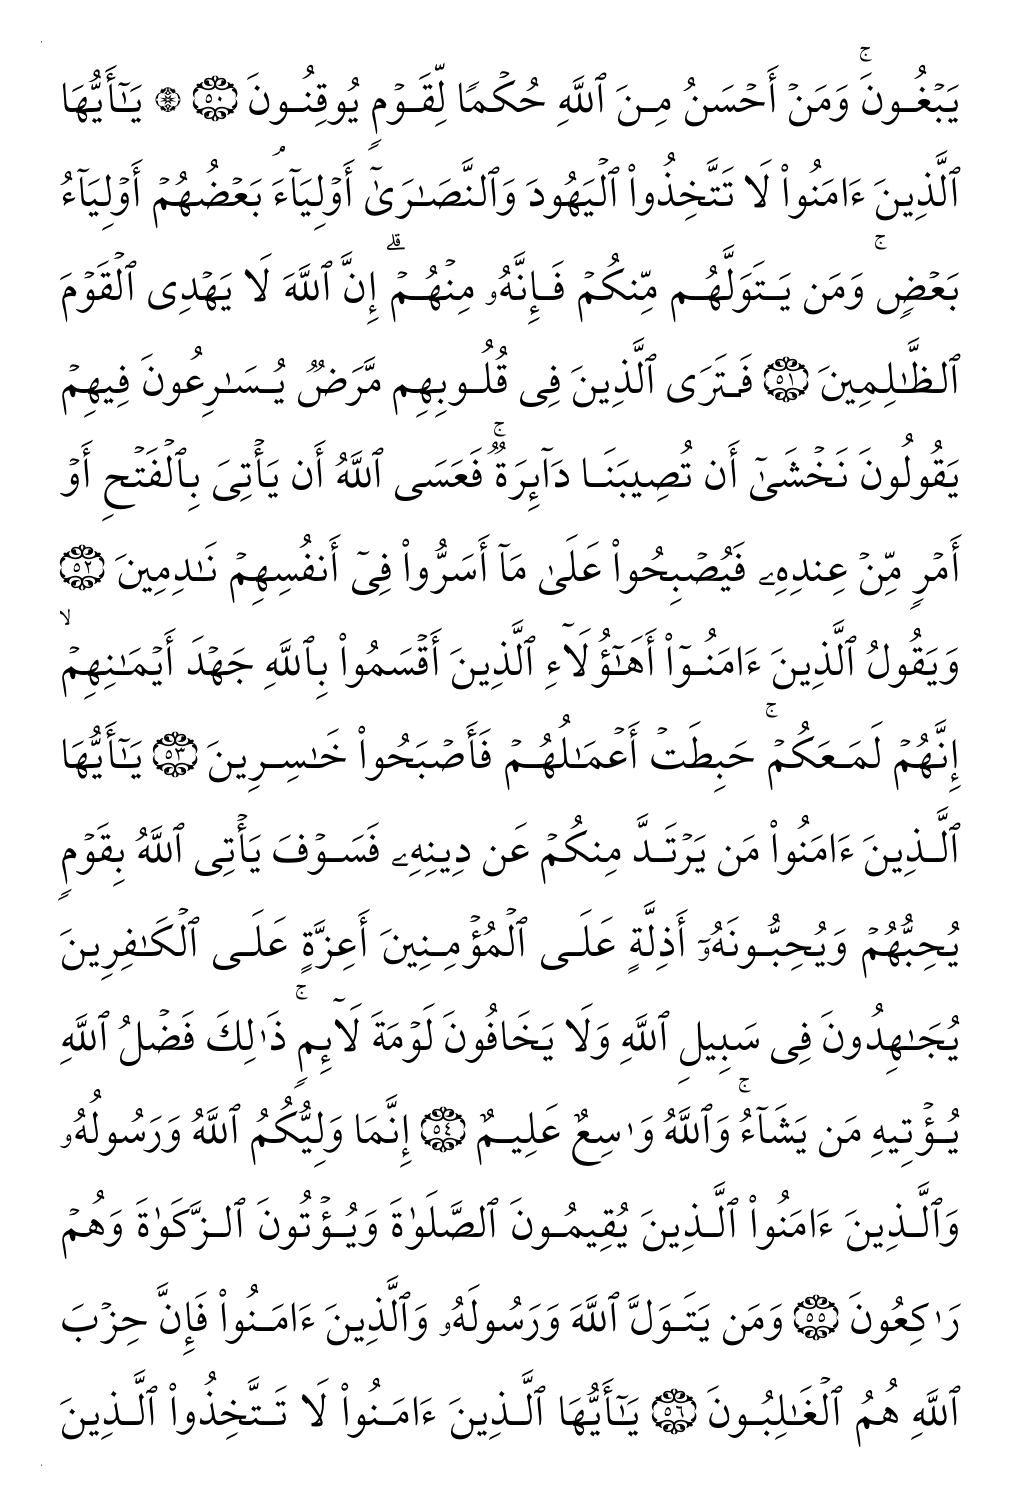 يَبۡغُونَۚ وَمَنۡ أَحۡسَنُ مِنَ ٱللَّهِ حُكۡمٗا لِّقَوۡمٖ يُوقِنُونَ ٥٠ ۞ يَٰٓأَيُّهَا
ٱلَّذِينَ ءَامَنُواْ لَا تَتَّخِذُواْ ٱلۡيَهُودَ وَٱلنَّصَٰرَىٰٓ أَوۡلِيَآءَۘ بَعۡضُهُمۡ أَوۡلِيَآءُ
بَعۡضٖۚ وَمَن يَتَوَلَّهُم مِّنكُمۡ فَإِنَّهُۥ مِنۡهُمۡۗ إِنَّ ٱللَّهَ لَا يَهۡدِي ٱلۡقَوۡمَ
ٱلظَّٰلِمِينَ ٥١ فَتَرَى ٱلَّذِينَ فِي قُلُوبِهِم مَّرَضٞ يُسَٰرِعُونَ فِيهِمۡ
يَقُولُونَ نَخۡشَىٰٓ أَن تُصِيبَنَا دَآئِرَةٞۚ فَعَسَى ٱللَّهُ أَن يَأۡتِيَ بِٱلۡفَتۡحِ أَوۡ
أَمۡرٖ مِّنۡ عِندِهِۦ فَيُصۡبِحُواْ عَلَىٰ مَآ أَسَرُّواْ فِيٓ أَنفُسِهِمۡ نَٰدِمِينَ ٥٢
وَيَقُولُ ٱلَّذِينَ ءَامَنُوٓاْ أَهَٰٓؤُلَآءِ ٱلَّذِينَ أَقۡسَمُواْ بِٱللَّهِ جَهۡدَ أَيۡمَٰنِهِمۡۙ
إِنَّهُمۡ لَمَعَكُمۡۚ حَبِطَتۡ أَعۡمَٰلُهُمۡ فَأَصۡبَحُواْ خَٰسِرِينَ ٥٣ يَٰٓأَيُّهَا
ٱلَّذِينَ ءَامَنُواْ مَن يَرۡتَدَّ مِنكُمۡ عَن دِينِهِۦ فَسَوۡفَ يَأۡتِي ٱللَّهُ بِقَوۡمٖ
يُحِبُّهُمۡ وَيُحِبُّونَهُۥٓ أَذِلَّةٍ عَلَى ٱلۡمُؤۡمِنِينَ أَعِزَّةٍ عَلَى ٱلۡكَٰفِرِينَ
يُجَٰهِدُونَ فِي سَبِيلِ ٱللَّهِ وَلَا يَخَافُونَ لَوۡمَةَ لَآئِمٖۚ ذَٰلِكَ فَضۡلُ ٱللَّهِ
يُؤۡتِيهِ مَن يَشَآءُۚ وَٱللَّهُ وَٰسِعٌ عَلِيمٌ ٥٤ إِنَّمَا وَلِيُّكُمُ ٱللَّهُ وَرَسُولُهُۥ
وَٱلَّذِينَ ءَامَنُواْ ٱلَّذِينَ يُقِيمُونَ ٱلصَّلَوٰةَ وَيُؤۡتُونَ ٱلزَّكَوٰةَ وَهُمۡ
رَٰكِعُونَ ٥٥ وَمَن يَتَوَلَّ ٱللَّهَ وَرَسُولَهُۥ وَٱلَّذِينَ ءَامَنُواْ فَإِنَّ حِزۡبَ
ٱللَّهِ هُمُ ٱلۡغَٰلِبُونَ ٥٦ يَٰٓأَيُّهَا ٱلَّذِينَ ءَامَنُواْ لَا تَتَّخِذُواْ ٱلَّذِينَ